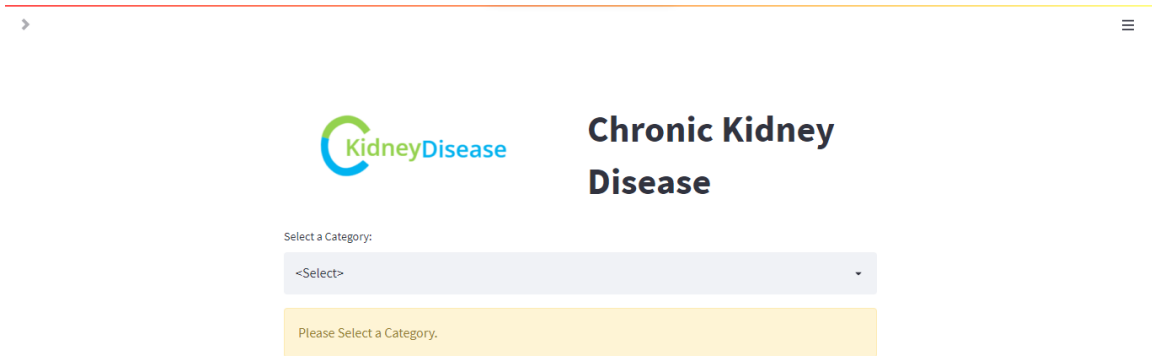 KidneyDisease
Chronic Kidney
Disease
Select a Category:
<Select>
Please Select a Category.